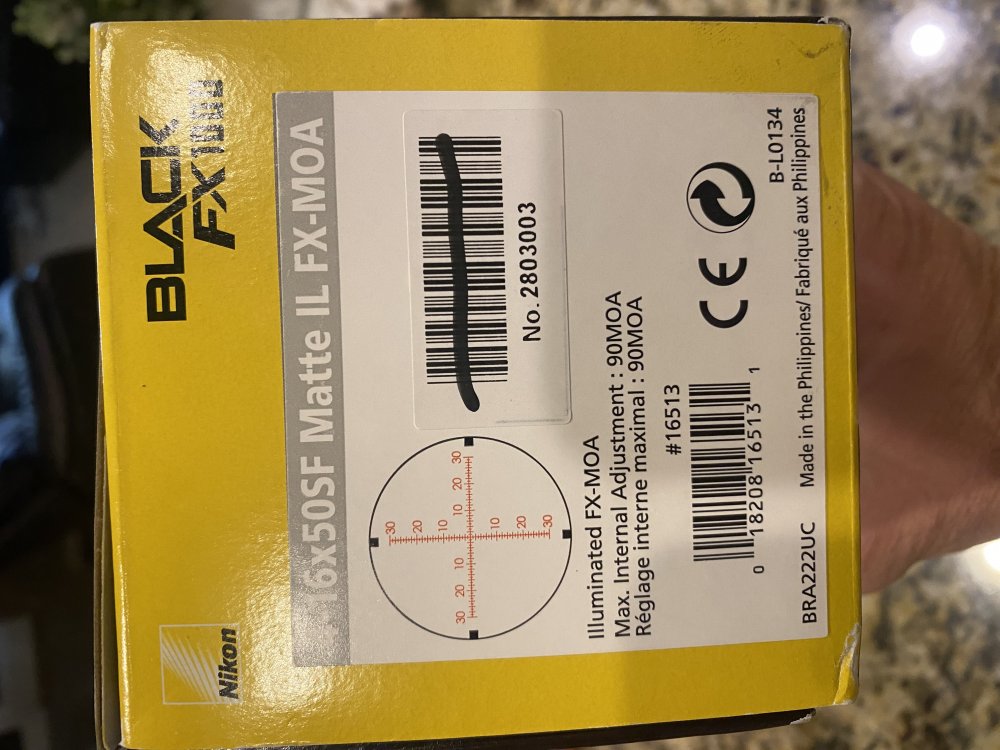 Nikon
BLACK
FX1000
16x50SF Matte IL FX-MOA
30
20
10
30 20 10 10 20 30
10
20
30
No. 2803003
Illuminated FX-MOA
Max. Internal Adjustment : 90MOA
Réglage interne maximal : 90MOA
#16513
0 18208 16513 1
CE
B-L0134
BRA222UC Made in the Philippines/ Fabriqué aux Philippines